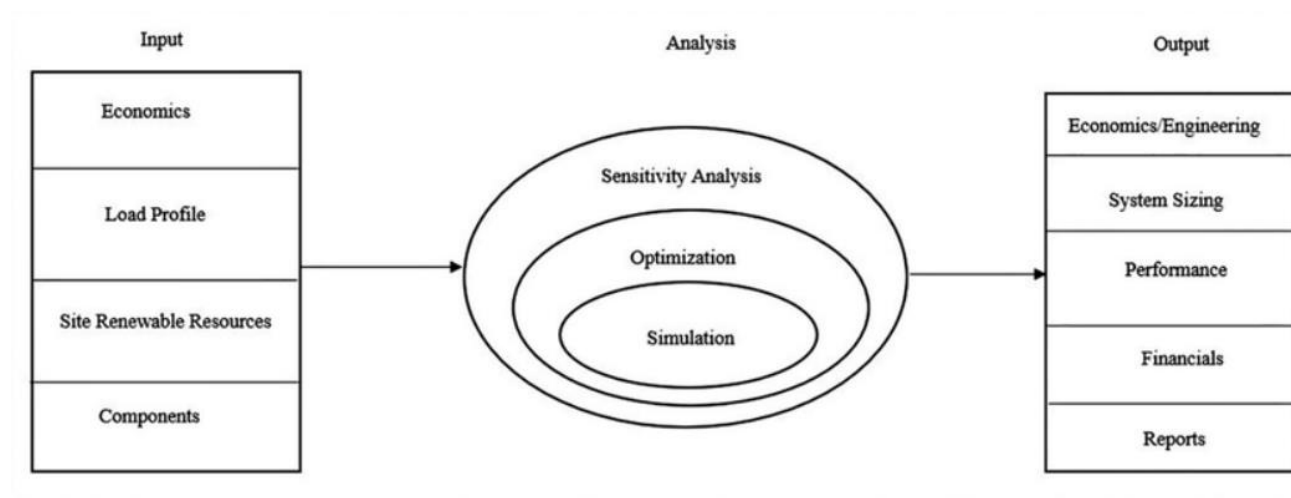 Input
Economics
Load Profile
Site Renewable Resources
Components
Analysis
Sensitivity Analysis
Optimization
Simulation
Output
Economics/Engineering
System Sizing
Performance
Financials
Reports